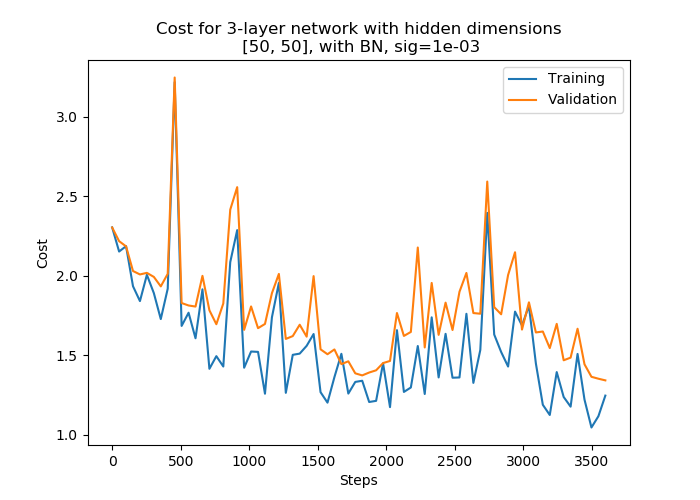 Cost for 3-layer network with hidden dimensions
[50, 50], with BN, sig=1e-03
Training
Validation
3.0
2.5
2.0
1.5
1.0
Cost
0
500
1000
1500
2000
2500
3000
3500
Steps